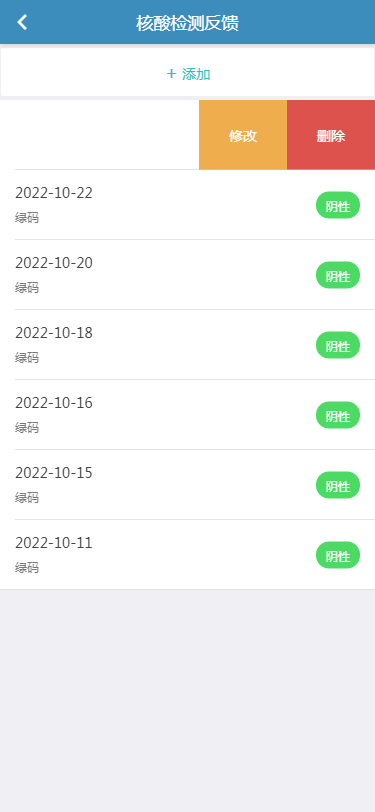 核酸检测反馈
+ 添加
修改 删除
2022-10-22
绿码
阴性
2022-10-20
绿码
阴性
2022-10-18
绿码
阴性
2022-10-16
绿码
阴性
2022-10-15
绿码
阴性
2022-10-11
绿码
阴性